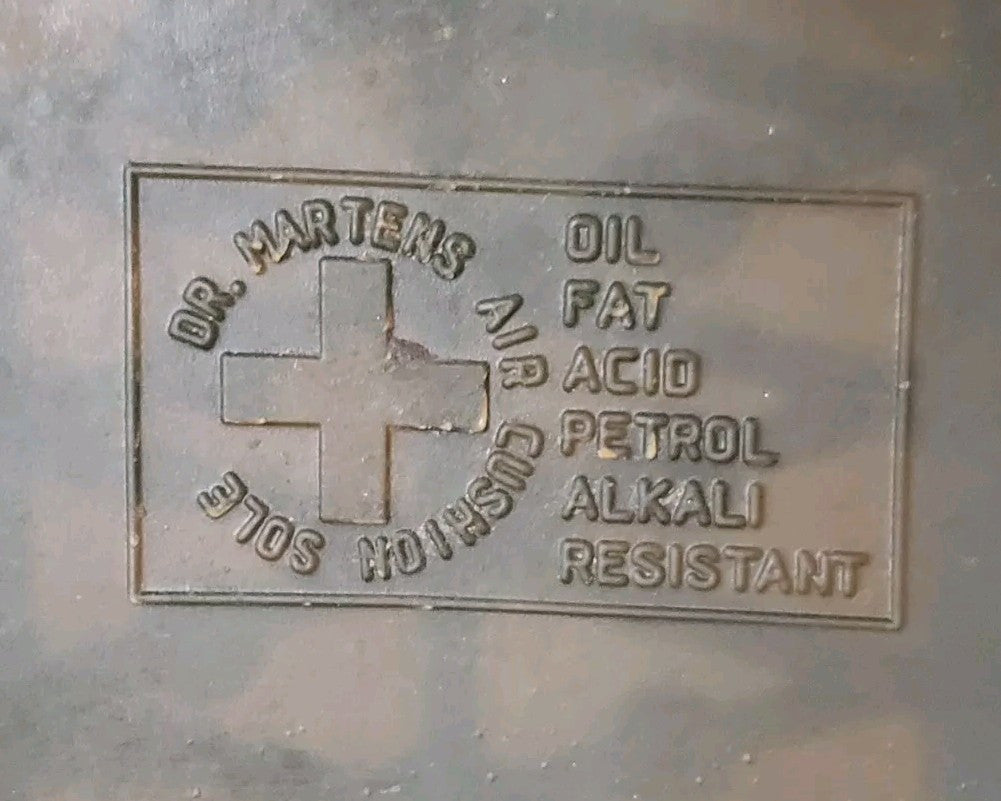 DR. MARTENS AIR CUSHION SOLE
OIL
FAT
ACID
PETROL
ALKALI
RESISTANT